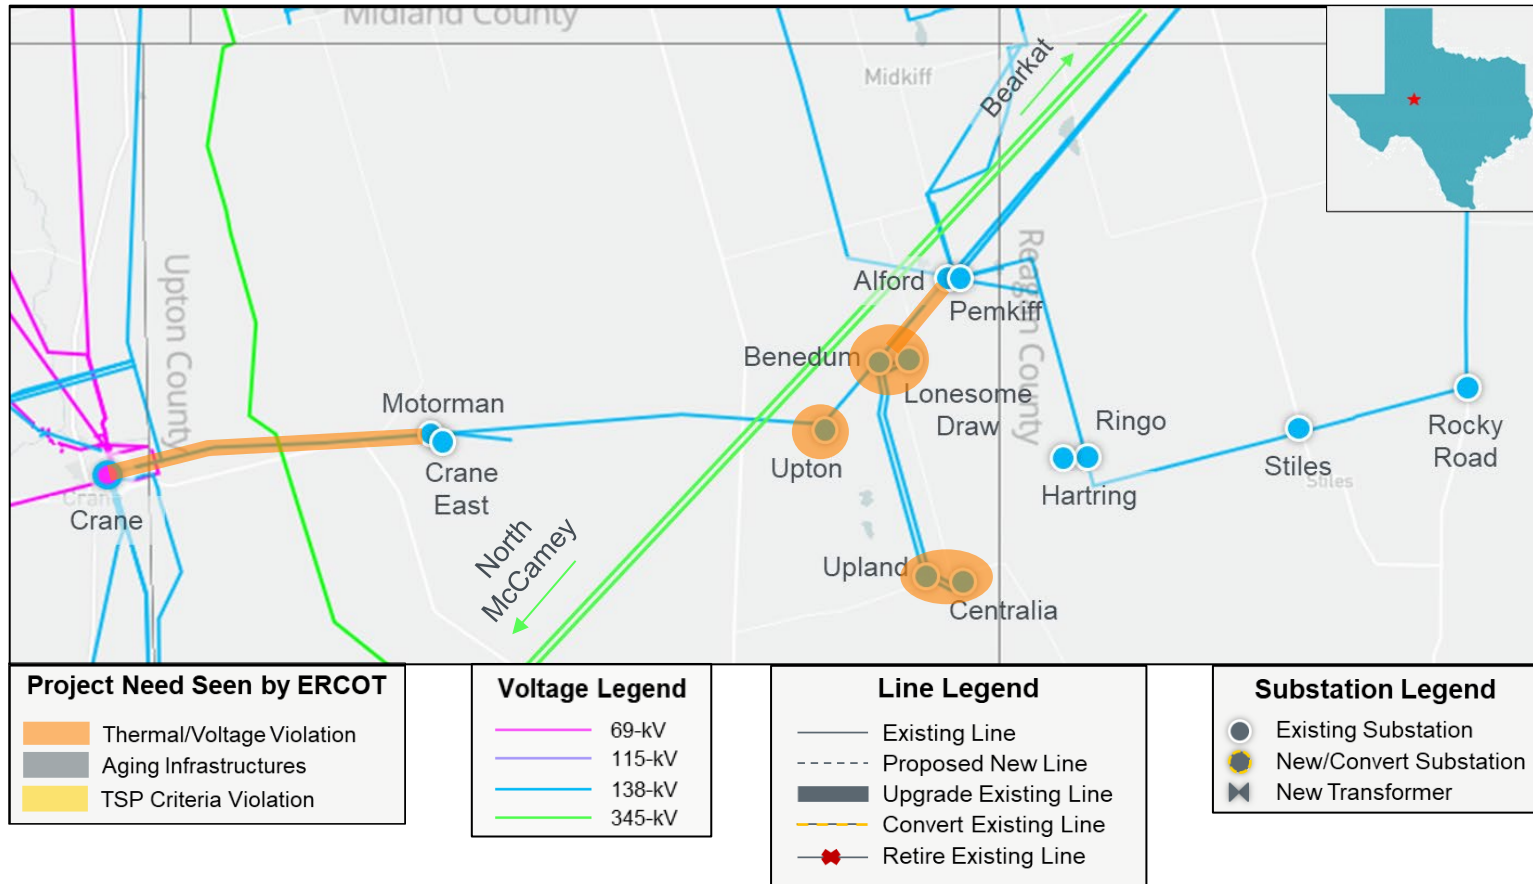 Midland County
Midkiff
Bearkat
Upton County
Reagan County
Alford
Pemkiff
Benedum
Lonesome
Draw
Motorman
Crane
East
Upton
Ringo
Hartring
Stiles
Stiles
Rocky
Road
Crane
Crane
North
McCamey
Upland
Centralia
Project Need Seen by ERCOT
Thermal/Voltage Violation
Aging Infrastructures
TSP Criteria Violation
Voltage Legend
69-kV
115-kV
138-kV
345-kV
Line Legend
Existing Line
Proposed New Line
Upgrade Existing Line
Convert Existing Line
Retire Existing Line
Substation Legend
Existing Substation
New/Convert Substation
New Transformer